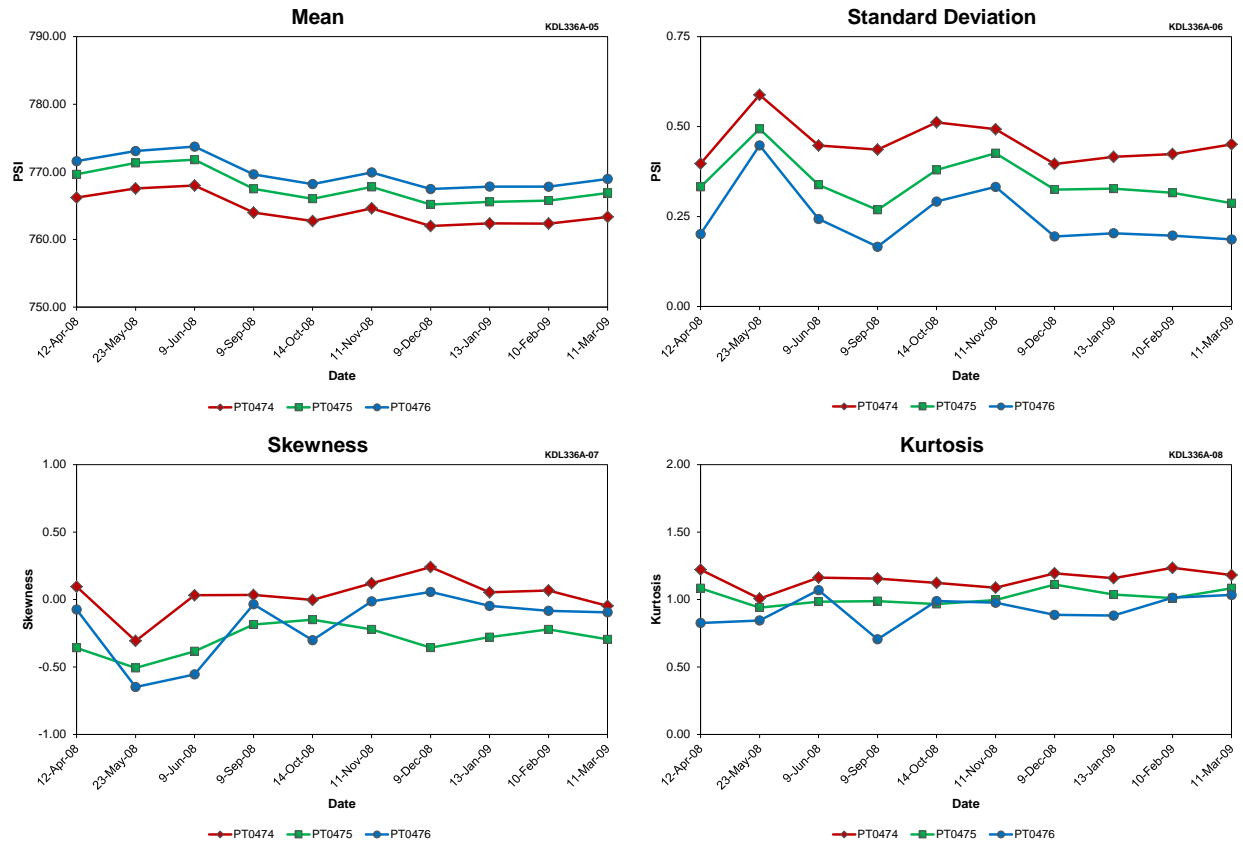 Mean
KDL336A-05
790.00
780.00
770.00
760.00
750.00
PSI
12-Apr-08
23-May-08
9-Jun-08
9-Sep-08
14-Oct-08
11-Nov-08
9-Dec-08
13-Jan-09
10-Feb-09
11-Mar-09
Date
PT0474 PT0475 PT0476
Standard Deviation
KDL336A-06
0.75
0.50
0.25
0.00
PSI
12-Apr-08
23-May-08
9-Jun-08
9-Sep-08
14-Oct-08
11-Nov-08
9-Dec-08
13-Jan-09
10-Feb-09
11-Mar-09
Date
PT0474 PT0475 PT0476
Skewness
KDL336A-07
1.00
0.50
0.00
-0.50
-1.00
Skewness
12-Apr-08
23-May-08
9-Jun-08
9-Sep-08
14-Oct-08
11-Nov-08
9-Dec-08
13-Jan-09
10-Feb-09
11-Mar-09
Date
PT0474 PT0475 PT0476
Kurtosis
KDL336A-08
2.00
1.50
1.00
0.50
0.00
Kurtosis
12-Apr-08
23-May-08
9-Jun-08
9-Sep-08
14-Oct-08
11-Nov-08
9-Dec-08
13-Jan-09
10-Feb-09
11-Mar-09
Date
PT0474 PT0475 PT0476